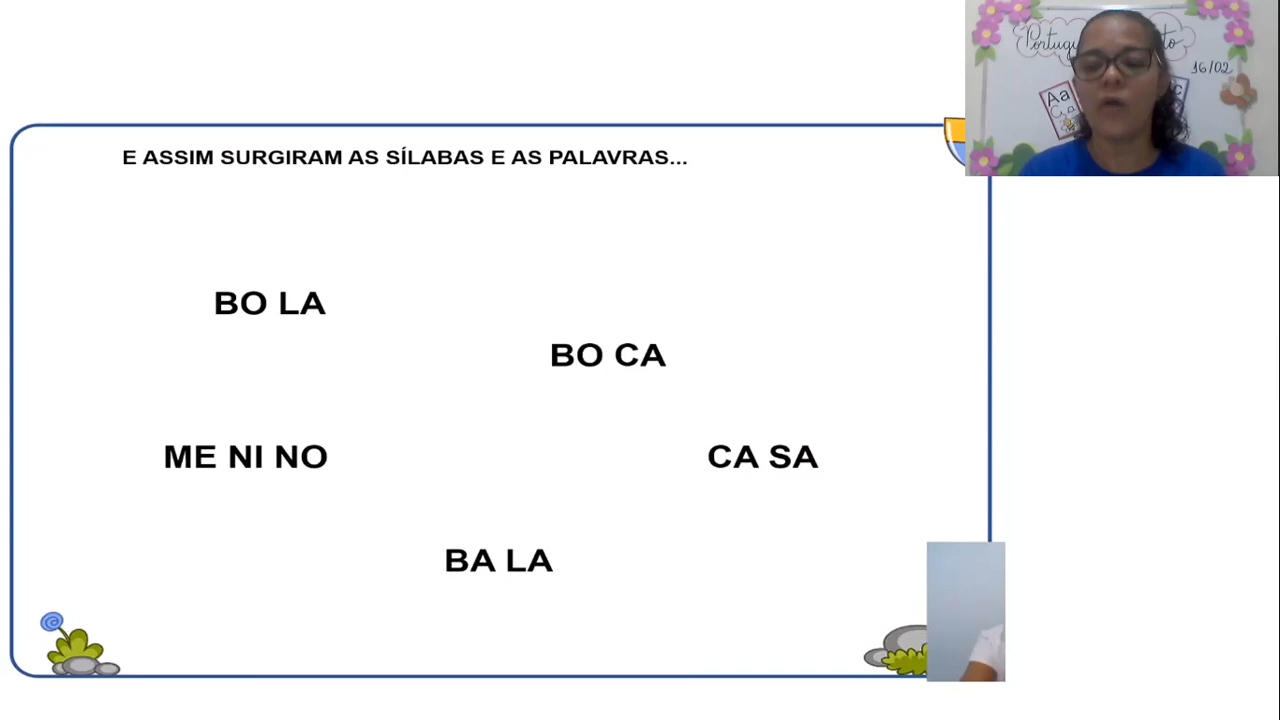 E ASSIM SURGIRAM AS SÍLABAS E AS PALAVRAS...
BO LA
BO CA
ME NI NO
CA SA
BA LA
16/02
Aa